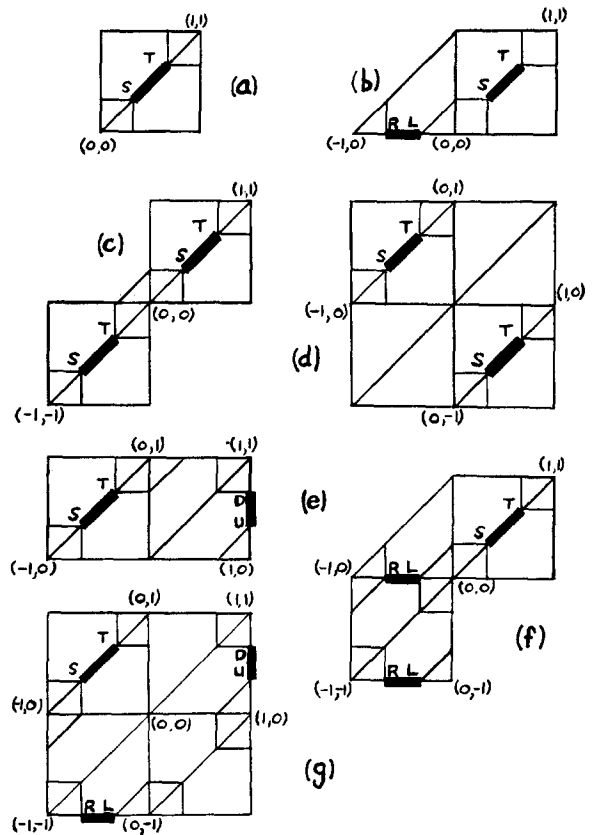 (1,1)
T
S
(a)
(0,0)
(1,1)
T
S
(b)
R L
(-1,0)
(0,0)
(1,1)
T
S
(c)
(0,0)
T
S
(-1,-1)
(0,1)
T
S
(-1,0)
(1,0)
T
S
(d)
(0,-1)
(0,1)
(1,1)
T
S
D
U
(e)
(-1,0)
(1,0)
(1,1)
T
S
(-1,0)
R L
(0,0)
(f)
R L
(-1,-1)
(0,-1)
(0,1)
(1,1)
T
S
D
U
(-1,0)
(0,0)
(1,0)
(g)
R L
(-1,-1)
(0,-1)